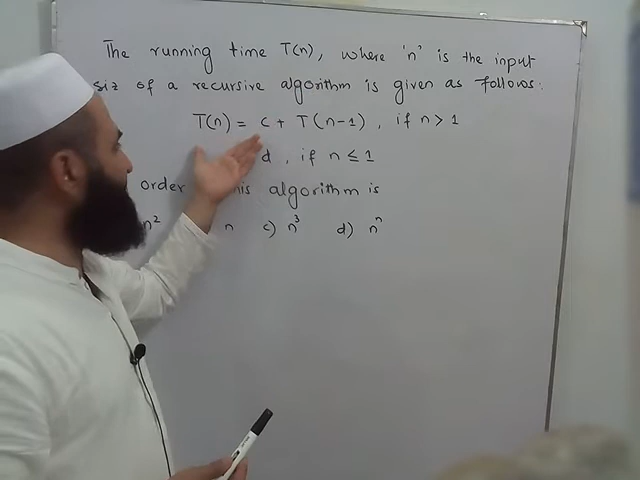 The running time T(n), where 'n' is the input
siz of a recursive algorithm is given as follows:
T(n) = c + T(n-1), if n > 1
d, if n ≤ 1
order this algorithm is
n² n c) n³ d) nⁿ